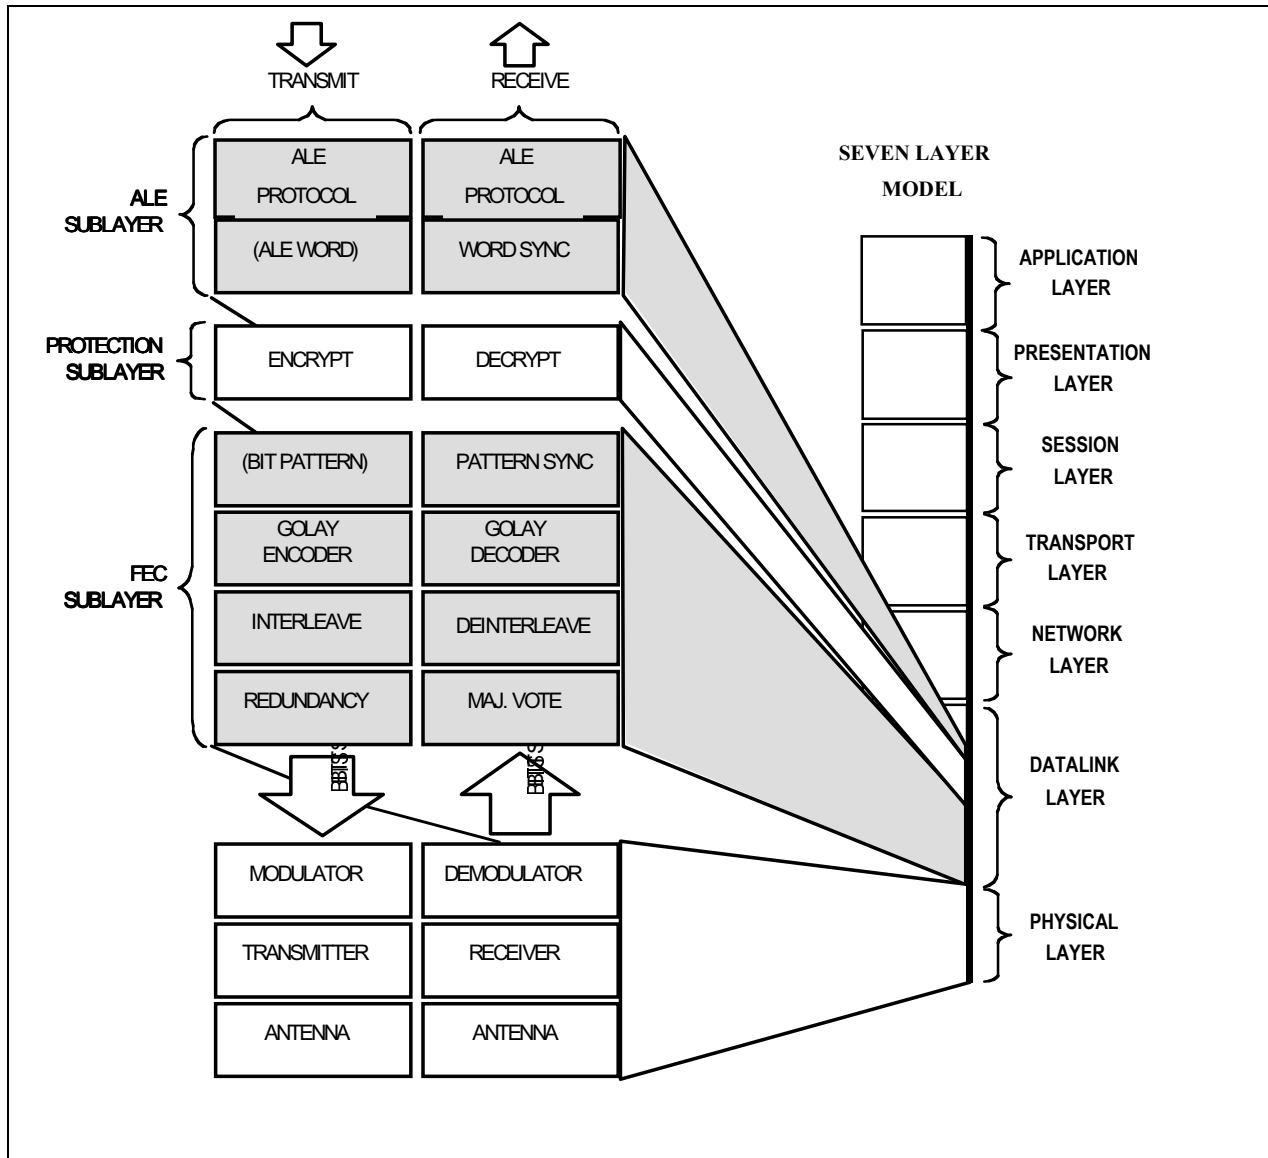 TRANSMIT
RECEIVE
ALE
PROTOCOL
ALE
PROTOCOL
SEVEN LAYER
MODEL
ALE
SUBLAYER
(ALE WORD)
WORD SYNC
APPLICATION
LAYER
PROTECTION
SUBLAYER
ENCRYPT
DECRYPT
PRESENTATION
LAYER
(BIT PATTERN)
PATTERN SYNC
SESSION
LAYER
GOLAY
ENCODER
GOLAY
DECODER
TRANSPORT
LAYER
FEC
SUBLAYER
INTERLEAVE
DEINTERLEAVE
NETWORK
LAYER
REDUNDANCY
MAJ. VOTE
DATALINK
LAYER
MODULATOR
DEMODULATOR
TRANSMITTER
RECEIVER
PHYSICAL
LAYER
ANTENNA
ANTENNA